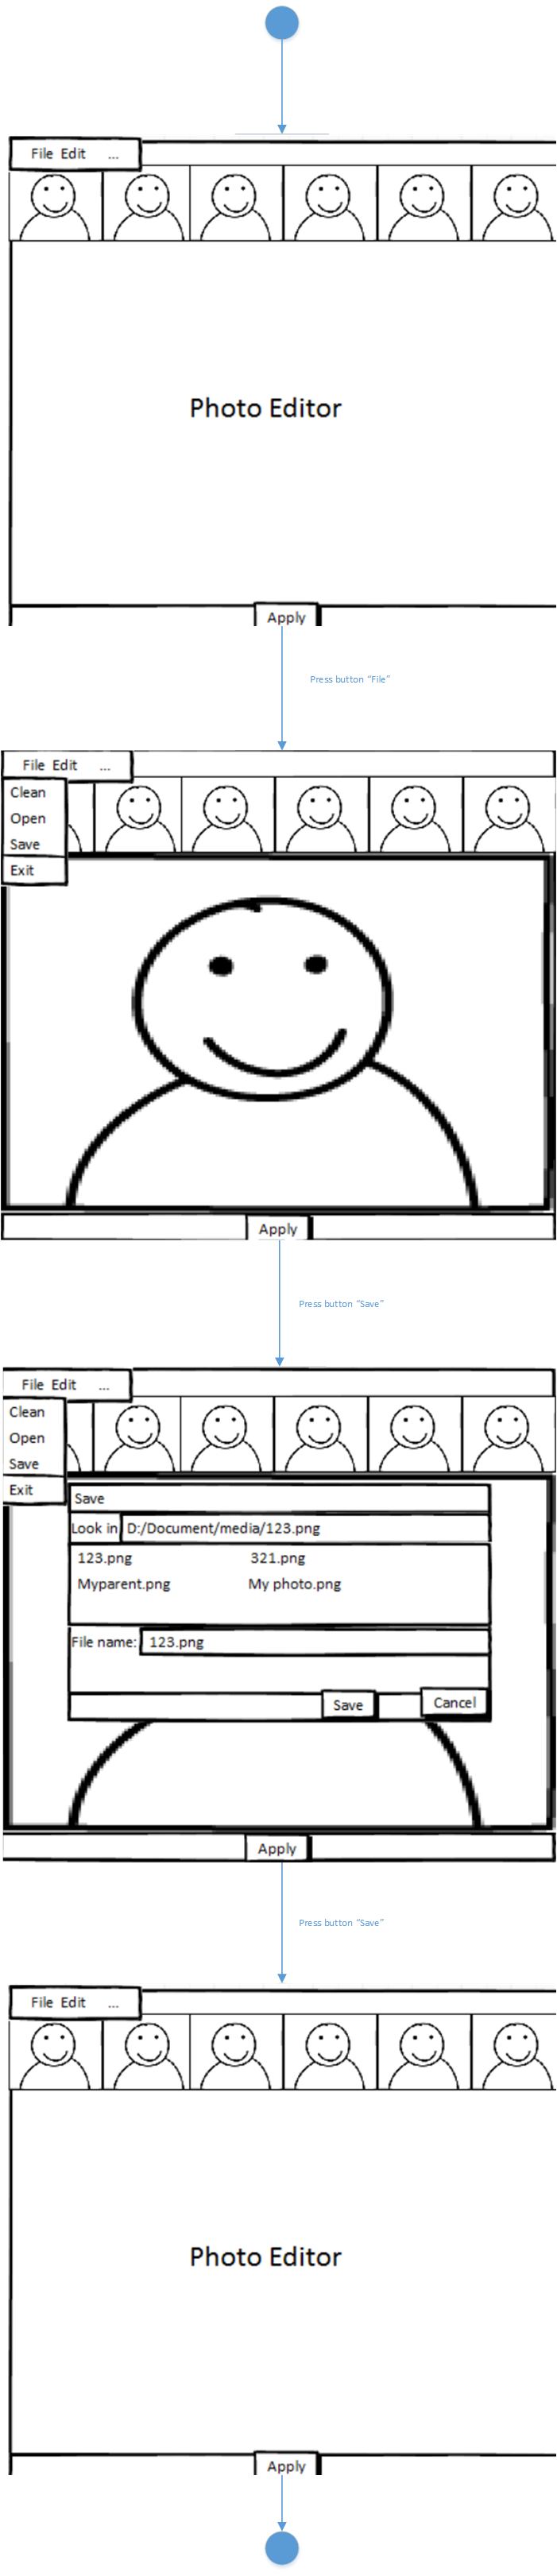 File Edit ...
Photo Editor
Apply
Press button “File”
File Edit ...
Clean
Open
Save
Exit
Apply
Press button “Save”
File Edit ...
Clean
Open
Save
Exit
Save
Look in D:/Document/media/123.png
123.png 321.png
Myparent.png My photo.png
File name: 123.png
Save Cancel
Apply
Press button “Save”
File Edit ...
Photo Editor
Apply